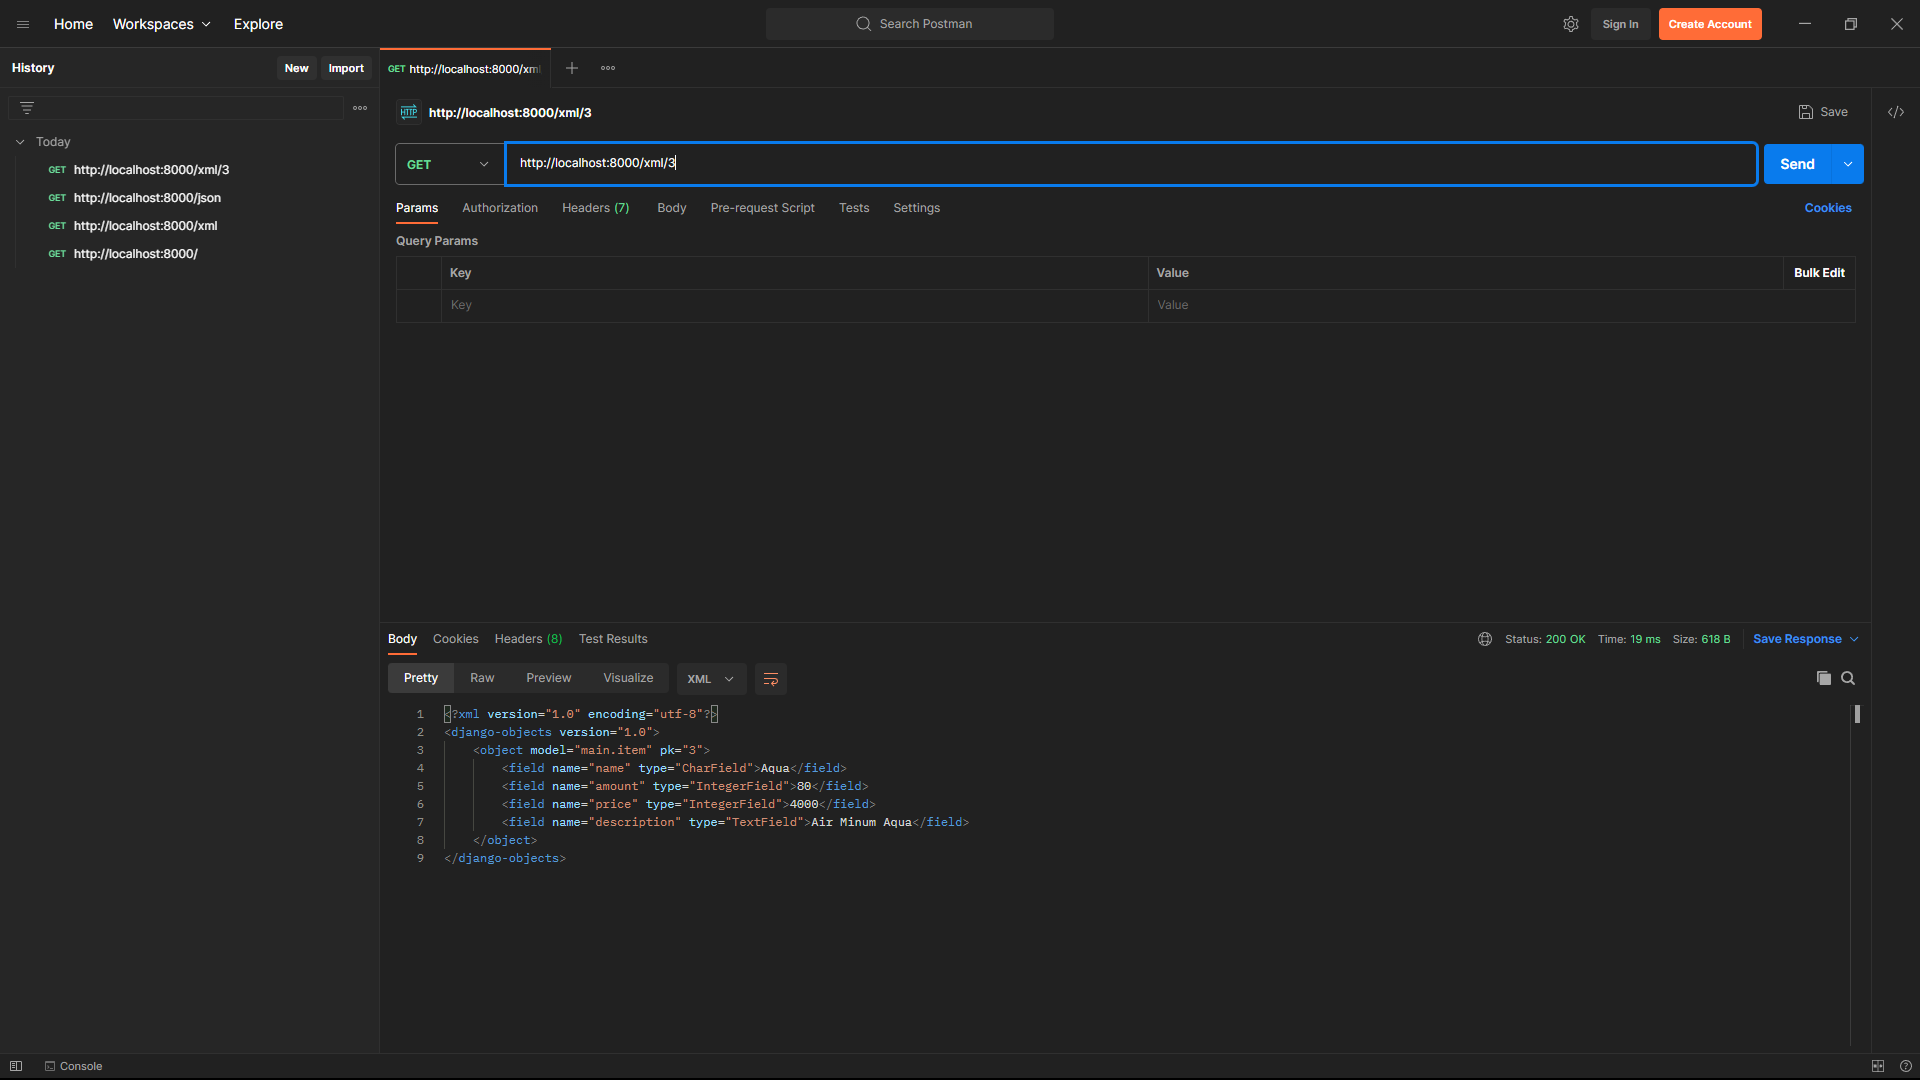 Home Workspaces Explore Search Postman Sign In Create Account
History New Import
GET http://localhost:8000/xml
Today
GET http://localhost:8000/xml/3
GET http://localhost:8000/json
GET http://localhost:8000/xml
GET http://localhost:8000/
HTTP http://localhost:8000/xml/3 Save </>
GET http://localhost:8000/xml/3 Send
Params Authorization Headers (7) Body Pre-request Script Tests Settings Cookies
Query Params
Key Value Bulk Edit
Key Value
Body Cookies Headers (8) Test Results Status: 200 OK Time: 19 ms Size: 618 B Save Response
Pretty Raw Preview Visualize XML
1 <?xml version="1.0" encoding="utf-8"?>
2 <django-objects version="1.0">
3 <object model="main.item" pk="3">
4 <field name="name" type="CharField">Aqua</field>
5 <field name="amount" type="IntegerField">80</field>
6 <field name="price" type="IntegerField">4000</field>
7 <field name="description" type="TextField">Air Minum Aqua</field>
8 </object>
9 </django-objects>
Console